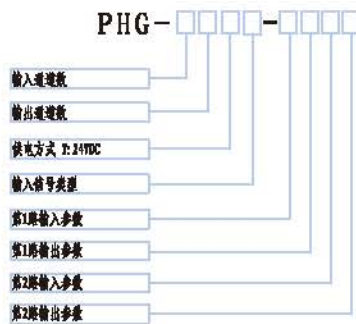 PHG-□□□□-□□□□
输入通道数
输出通道数
供电方式 T:24VDC
输入信号类型
第1路输入参数
第1路输出参数
第2路输入参数
第2路输出参数